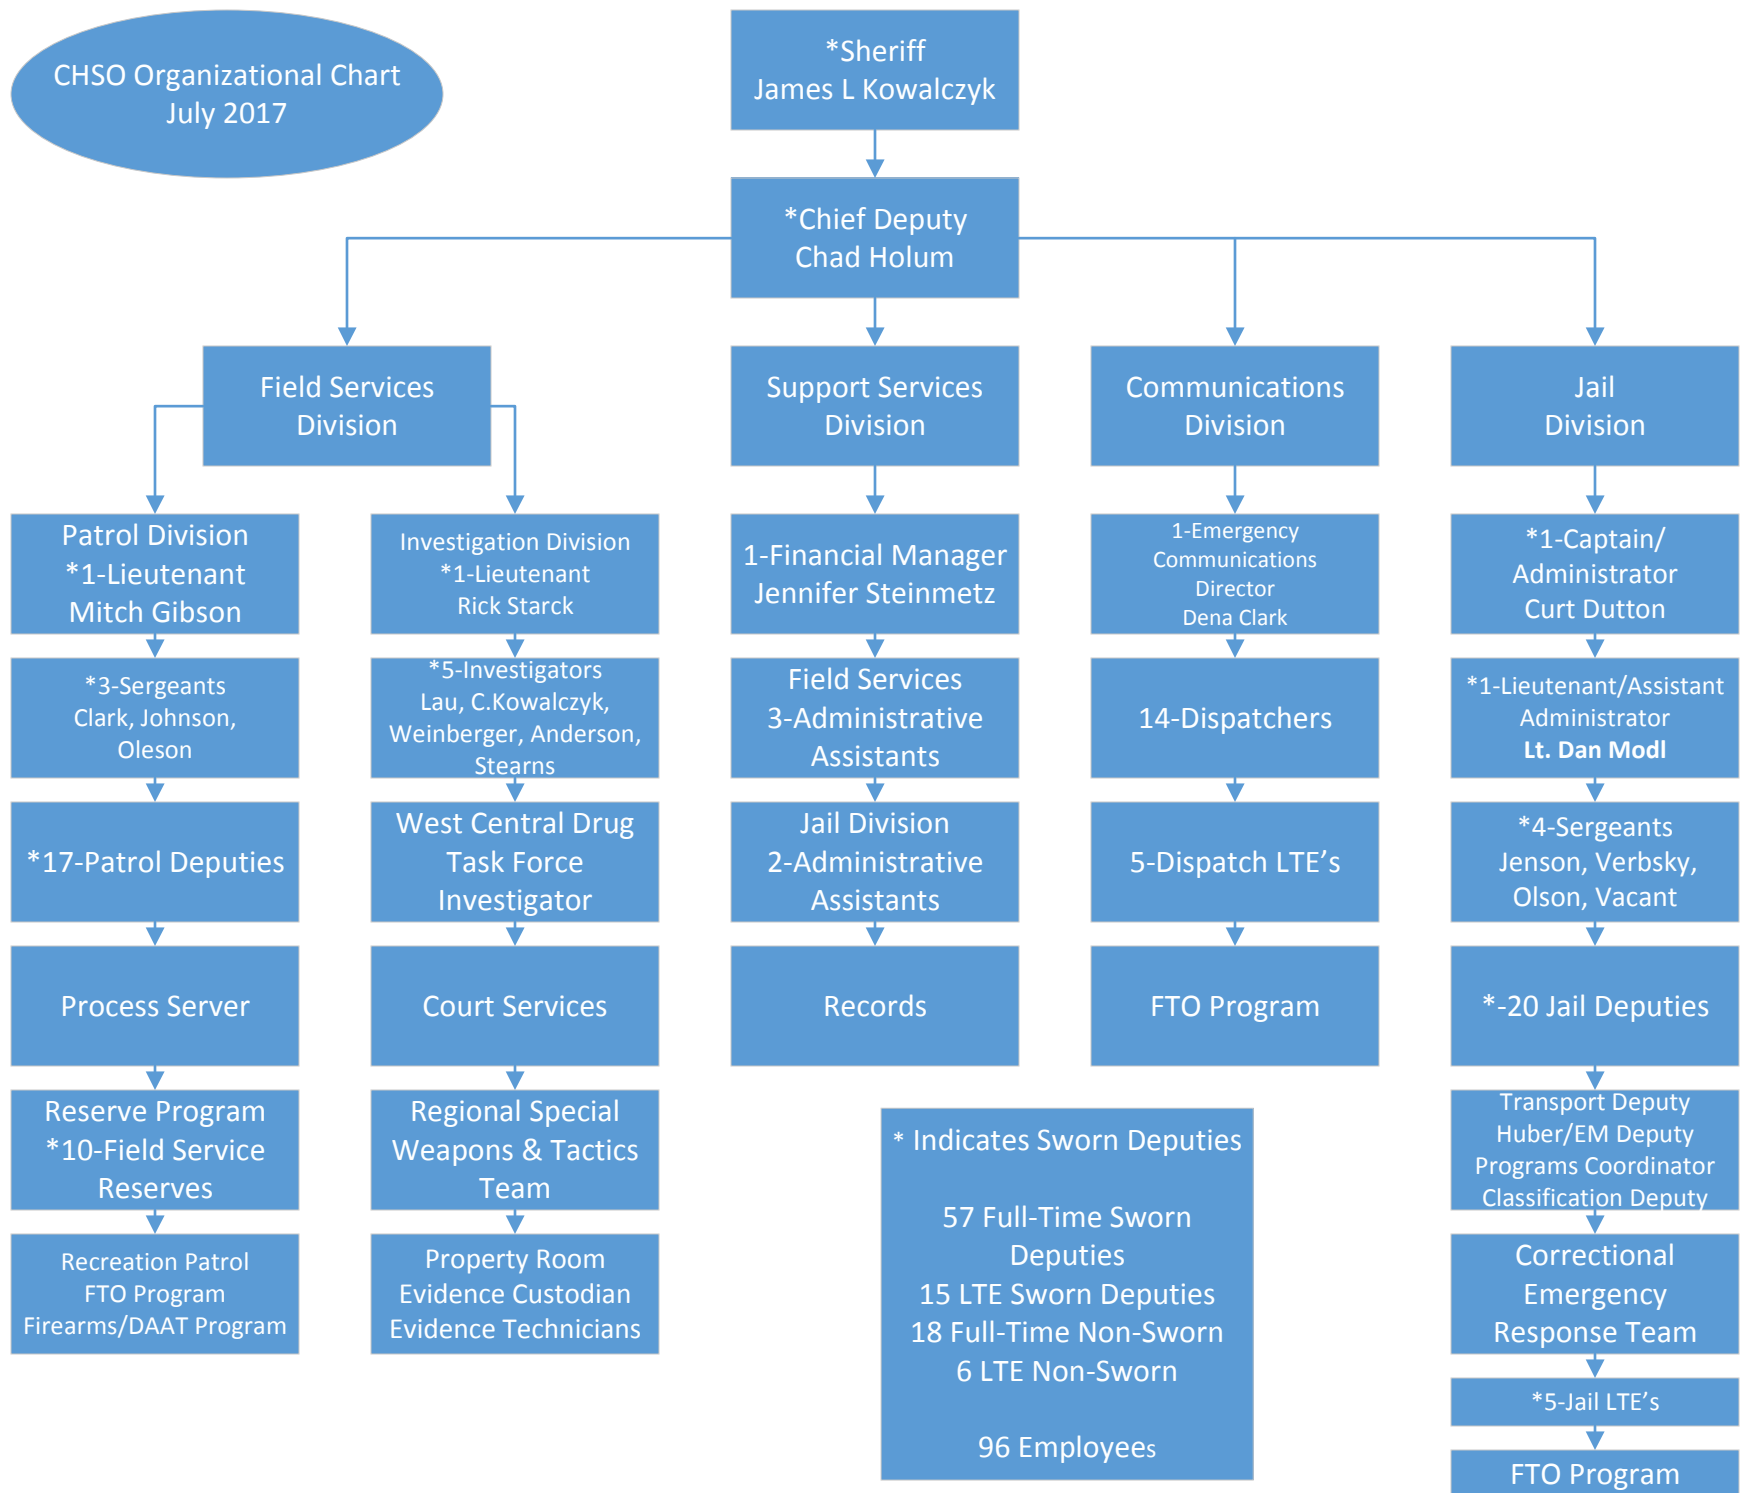 CHSO Organizational Chart
July 2017
*Sheriff
James L Kowalczyk
*Chief Deputy
Chad Holum
Field Services
Division
Support Services
Division
Communications
Division
Jail
Division
Patrol Division
*1-Lieutenant
Mitch Gibson
Investigation Division
*1-Lieutenant
Rick Starck
1-Financial Manager
Jennifer Steinmetz
1-Emergency
Communications
Director
Dena Clark
*1-Captain/
Administrator
Curt Dutton
*3-Sergeants
Clark, Johnson,
Oleson
*5-Investigators
Lau, C.Kowalczyk,
Weinberger, Anderson,
Stearns
Field Services
3-Administrative
Assistants
14-Dispatchers
*1-Lieutenant/Assistant
Administrator
Lt. Dan Modl
*17-Patrol Deputies
West Central Drug
Task Force
Investigator
Jail Division
2-Administrative
Assistants
5-Dispatch LTE’s
*4-Sergeants
Jenson, Verbsky,
Olson, Vacant
Process Server
Court Services
Records
FTO Program
*-20 Jail Deputies
Reserve Program
*10-Field Service
Reserves
Regional Special
Weapons & Tactics
Team
Transport Deputy
Huber/EM Deputy
Programs Coordinator
Classification Deputy
Recreation Patrol
FTO Program
Firearms/DAAT Program
Property Room
Evidence Custodian
Evidence Technicians
* Indicates Sworn Deputies
57 Full-Time Sworn
Deputies
15 LTE Sworn Deputies
18 Full-Time Non-Sworn
6 LTE Non-Sworn
96 Employees
Correctional
Emergency
Response Team
*5-Jail LTE’s
FTO Program